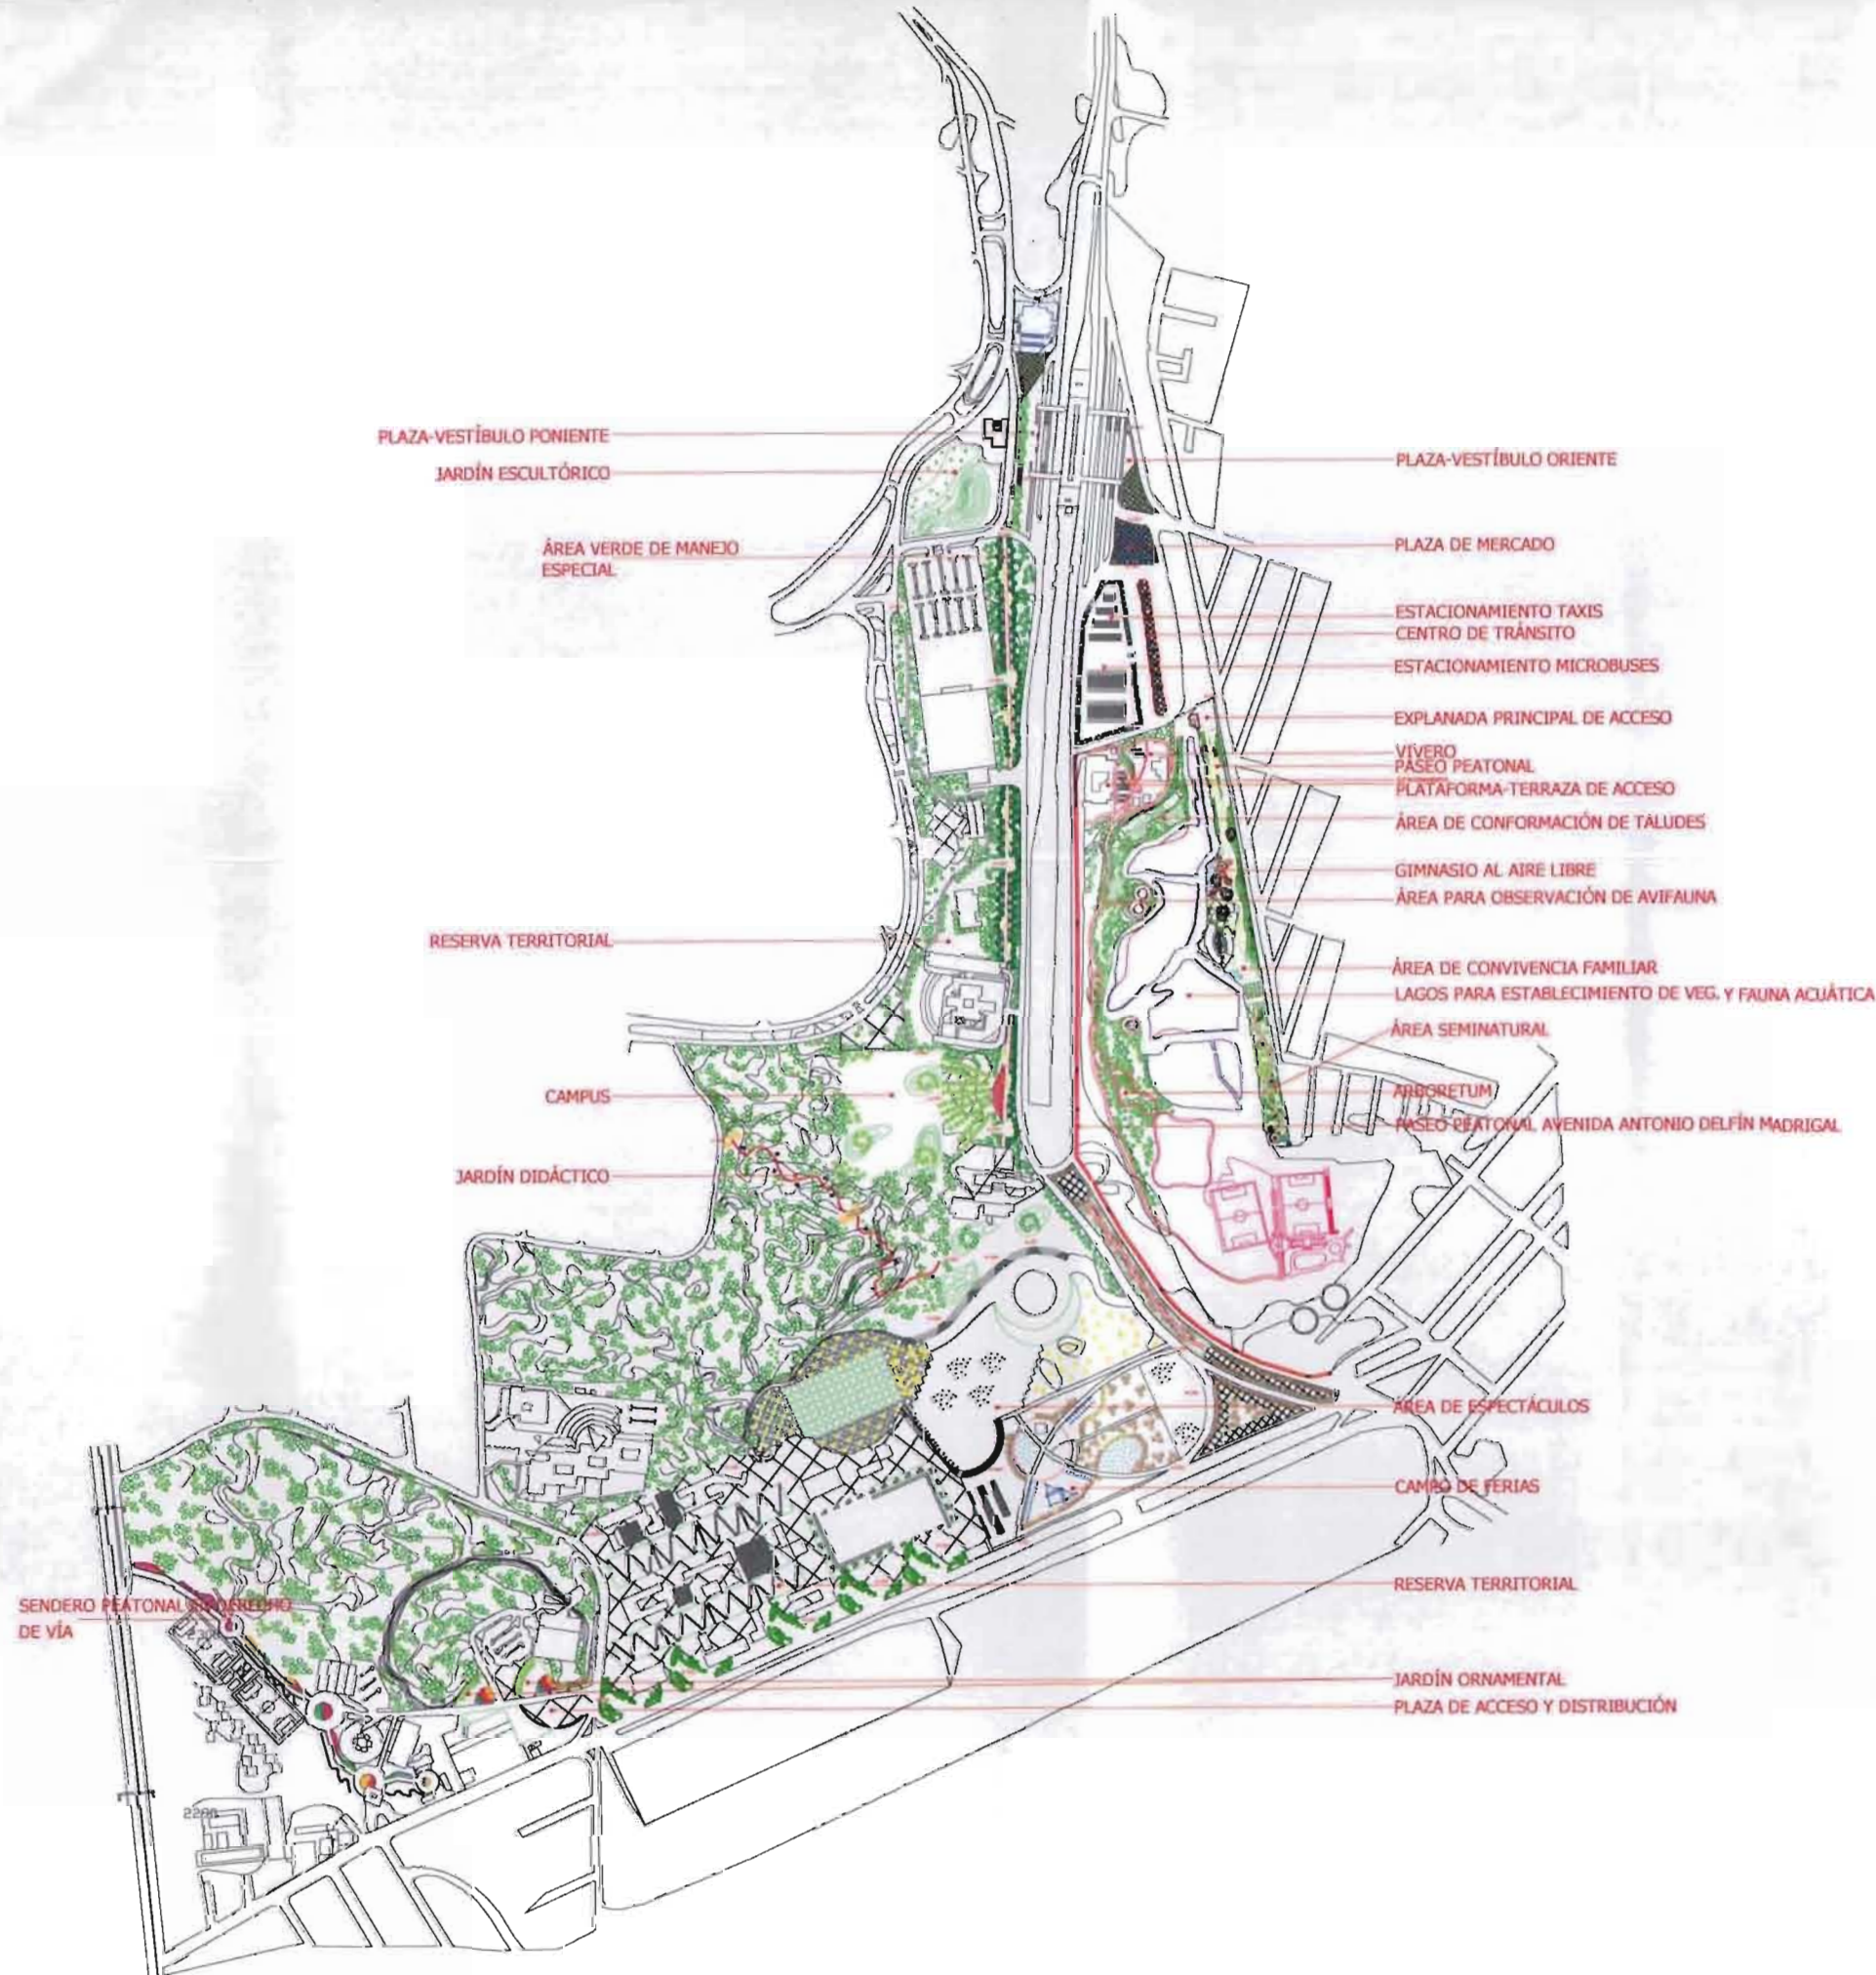 PLAZA-VESTÍBULO PONIENTE
JARDÍN ESCULTÓRICO
ÁREA VERDE DE MANEJO
ESPECIAL
RESERVA TERRITORIAL
CAMPUS
JARDÍN DIDÁCTICO
SENDERO PEATONAL
DE VÍA
PLAZA-VESTÍBULO ORIENTE
PLAZA DE MERCADO
ESTACIONAMIENTO TAXIS
CENTRO DE TRÁNSITO
ESTACIONAMIENTO MICROBUSES
EXPLANADA PRINCIPAL DE ACCESO
VIVERO
PASEO PEATONAL
PLATAFORMA-TERRAZA DE ACCESO
ÁREA DE CONFORMACIÓN DE TALUDES
GIMNASIO AL AIRE LIBRE
ÁREA PARA OBSERVACIÓN DE AVIFAUNA
ÁREA DE CONVIVENCIA FAMILIAR
LAGOS PARA ESTABLECIMIENTO DE VEG. Y FAUNA ACUÁTICA
ÁREA SEMINATURAL
ARBORETUM
PASEO PEATONAL AVENIDA ANTONIO DELFÍN MADRIGAL
ÁREA DE ESPECTÁCULOS
CAMPO DE FERIAS
RESERVA TERRITORIAL
JARDÍN ORNAMENTAL
PLAZA DE ACCESO Y DISTRIBUCIÓN